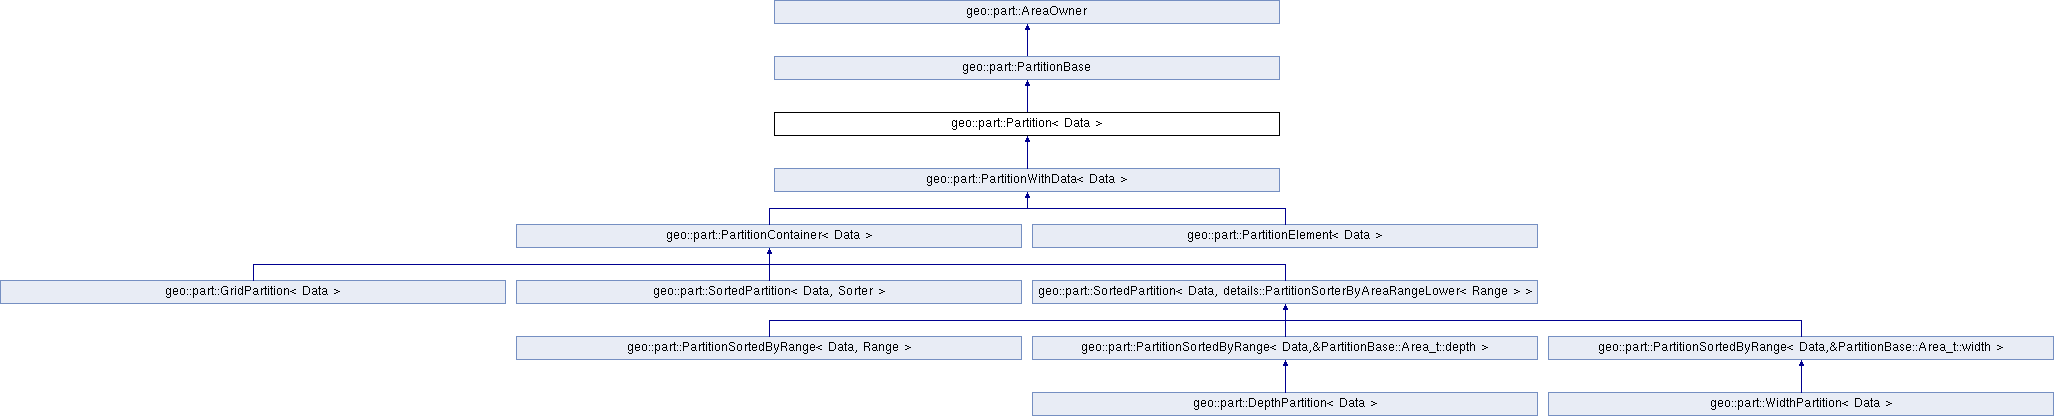 geo::part::AreaOwner
geo::part::PartitionBase
geo::part::Partition< Data >
geo::part::PartitionWithData< Data >
geo::part::PartitionContainer< Data >
geo::part::PartitionElement< Data >
geo::part::GridPartition< Data >
geo::part::SortedPartition< Data, Sorter >
geo::part::SortedPartition< Data, details::PartitionSorterByAreaRangeLower< Range > >
geo::part::PartitionSortedByRange< Data, Range >
geo::part::PartitionSortedByRange< Data,&PartitionBase::Area_t::depth >
geo::part::PartitionSortedByRange< Data,&PartitionBase::Area_t::width >
geo::part::DepthPartition< Data >
geo::part::WidthPartition< Data >